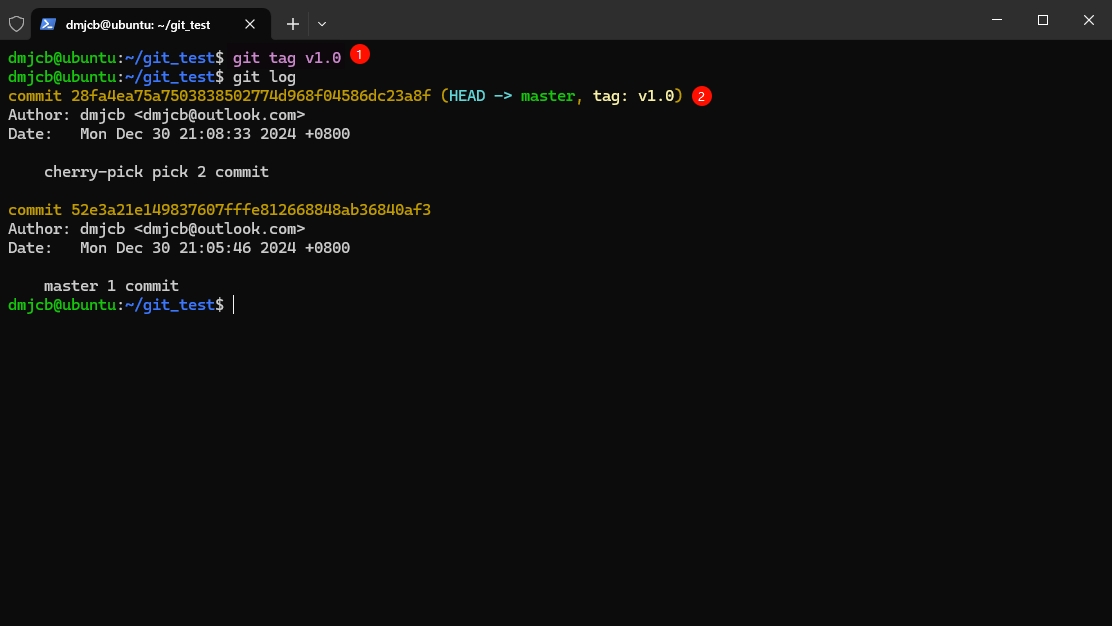 dmjcb@ubuntu: ~/git_test
dmjcb@ubuntu:~/git_test$ git tag v1.0 1
dmjcb@ubuntu:~/git_test$ git log
commit 28fa4ea75a7503838502774d968f04586dc23a8f (HEAD -> master, tag: v1.0) 2
Author: dmjcb <dmjcb@outlook.com>
Date:   Mon Dec 30 21:08:33 2024 +0800
    cherry-pick pick 2 commit
commit 52e3a21e149837607fffe812668848ab36840af3
Author: dmjcb <dmjcb@outlook.com>
Date:   Mon Dec 30 21:05:46 2024 +0800
    master 1 commit
dmjcb@ubuntu:~/git_test$